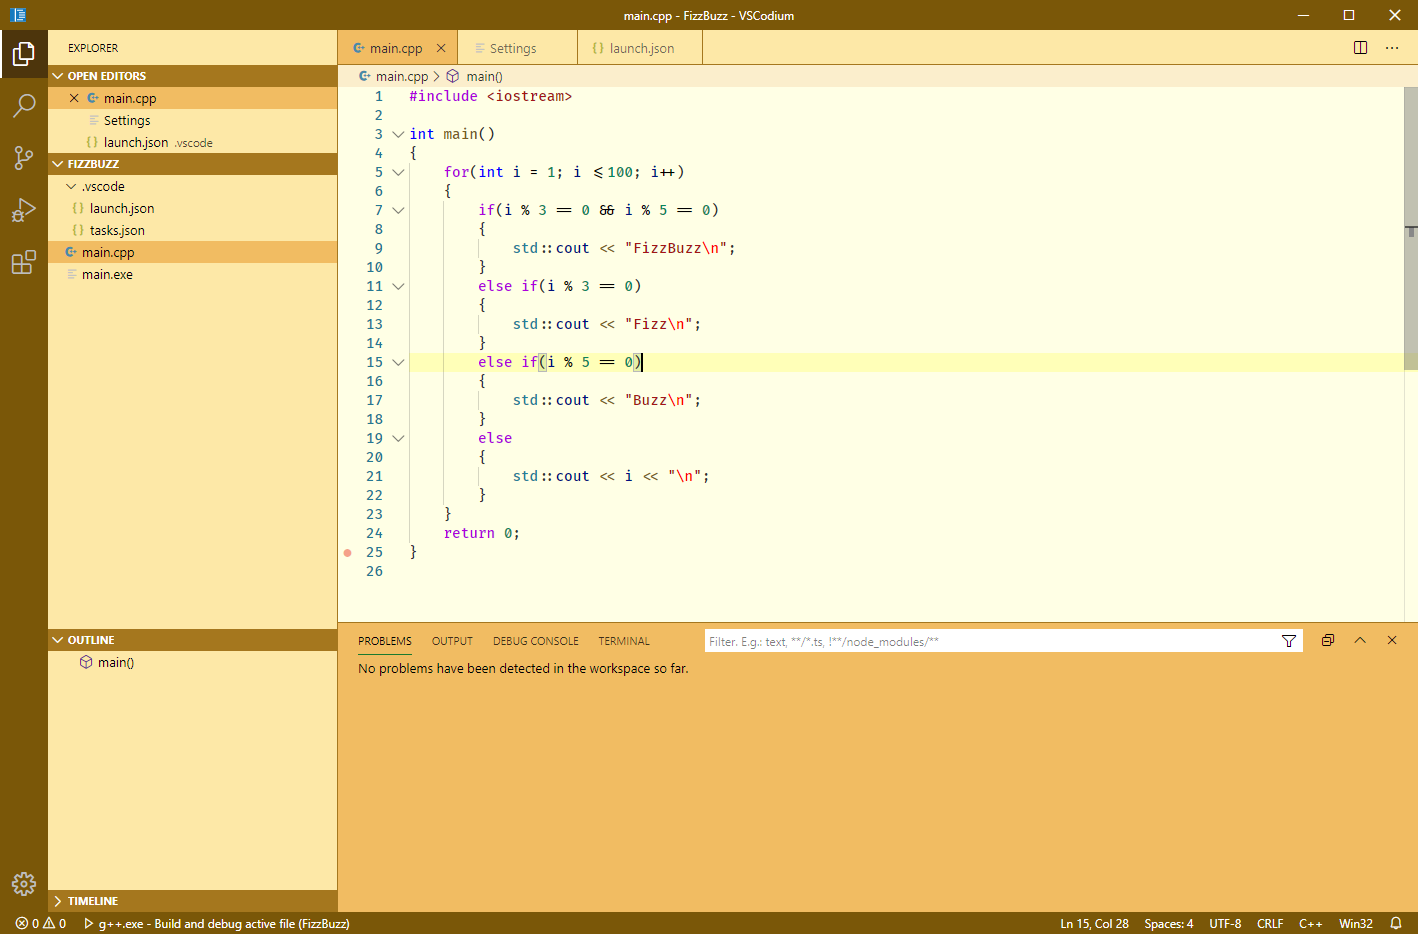 main.cpp - FizzBuzz - VSCodium
EXPLORER
OPEN EDITORS
main.cpp
Settings
launch.json .vscode
FIZZBUZZ
.vscode
launch.json
tasks.json
main.cpp
main.exe
OUTLINE
main()
TIMELINE
main.cpp
Settings
launch.json
main.cpp > main()
1 #include <iostream>
2
3 int main()
4 {
5 for(int i = 1; i <=100; i++)
6 {
7 if(i % 3 == 0 && i % 5 == 0)
8 {
9 std::cout << "FizzBuzz\n";
10 }
11 else if(i % 3 == 0)
12 {
13 std::cout << "Fizz\n";
14 }
15 else if(i % 5 == 0)
16 {
17 std::cout << "Buzz\n";
18 }
19 else
20 {
21 std::cout << i << "\n";
22 }
23 }
24 return 0;
25 }
26
PROBLEMS OUTPUT DEBUG CONSOLE TERMINAL Filter. E.g.: text, **/*.ts, !**/node_modules/**
No problems have been detected in the workspace so far.
0 0 g++.exe - Build and debug active file (FizzBuzz) Ln 15, Col 28 Spaces: 4 UTF-8 CRLF C++ Win32